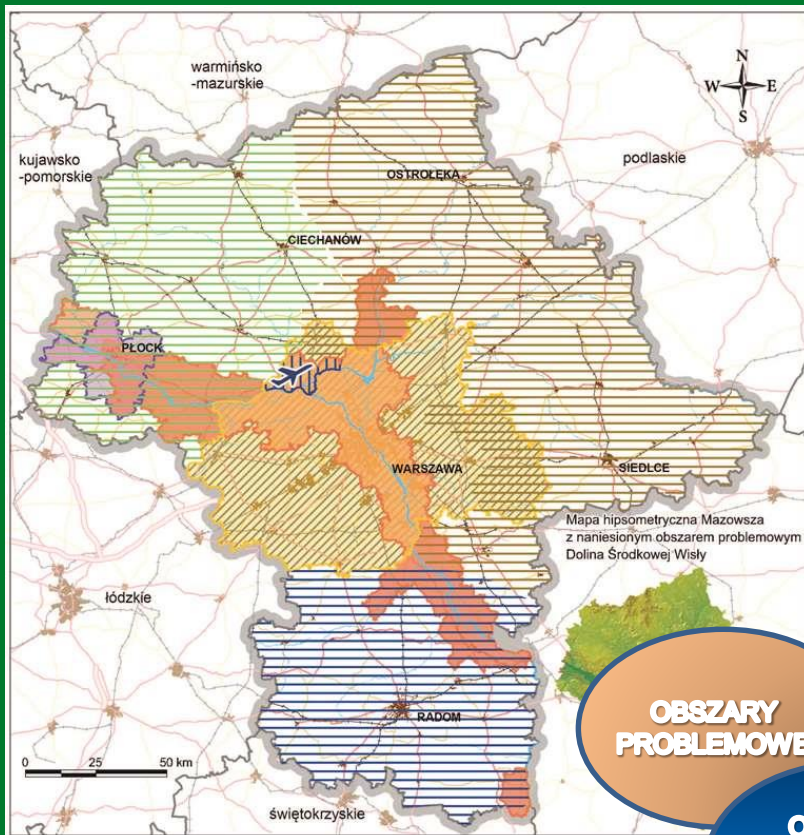 warmińsko
-mazurskie
N
W E
S
kujawsko
-pomorskie
podlaskie
OSTROŁĘKA
CIECHANÓW
PŁOCK
WARSZAWA
SIEDLCE
Mapa hipsometryczna Mazowsza
z naniesionym obszarem problemowym
Dolina Środkowej Wisły
łódzkie
OBSZARY
PROBLEMOWE
RADOM
0 25 50 km
świętokrzyskie